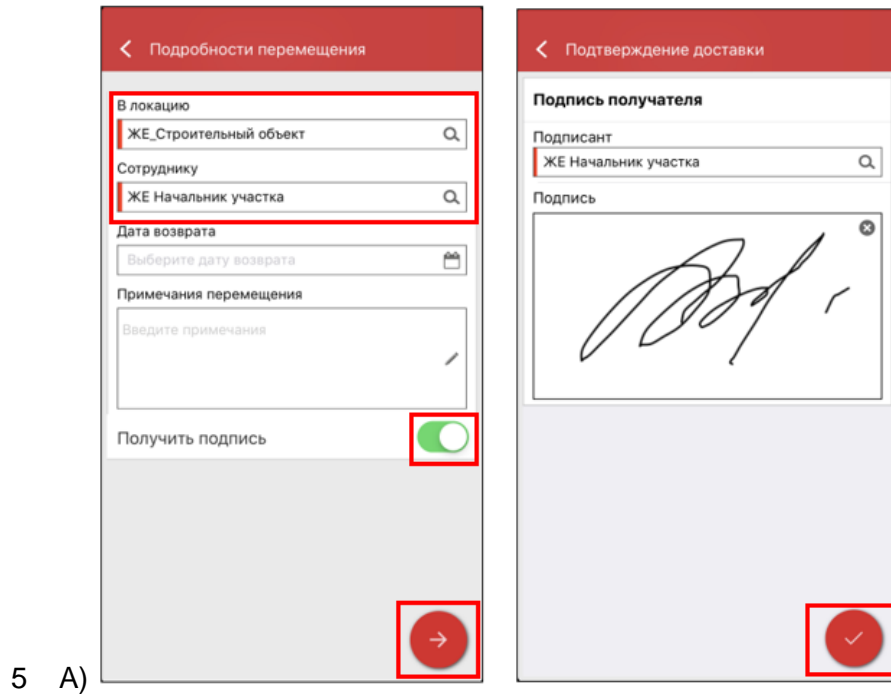 Подробности перемещения
В локацию
ЖЕ_Строительный объект
Сотруднику
ЖЕ Начальник участка
Дата возврата
Выберите дату возврата
Примечания перемещения
Введите примечания
Получить подпись
Подтверждение доставки
Подпись получателя
Подписант
ЖЕ Начальник участка
Подпись
5 А)